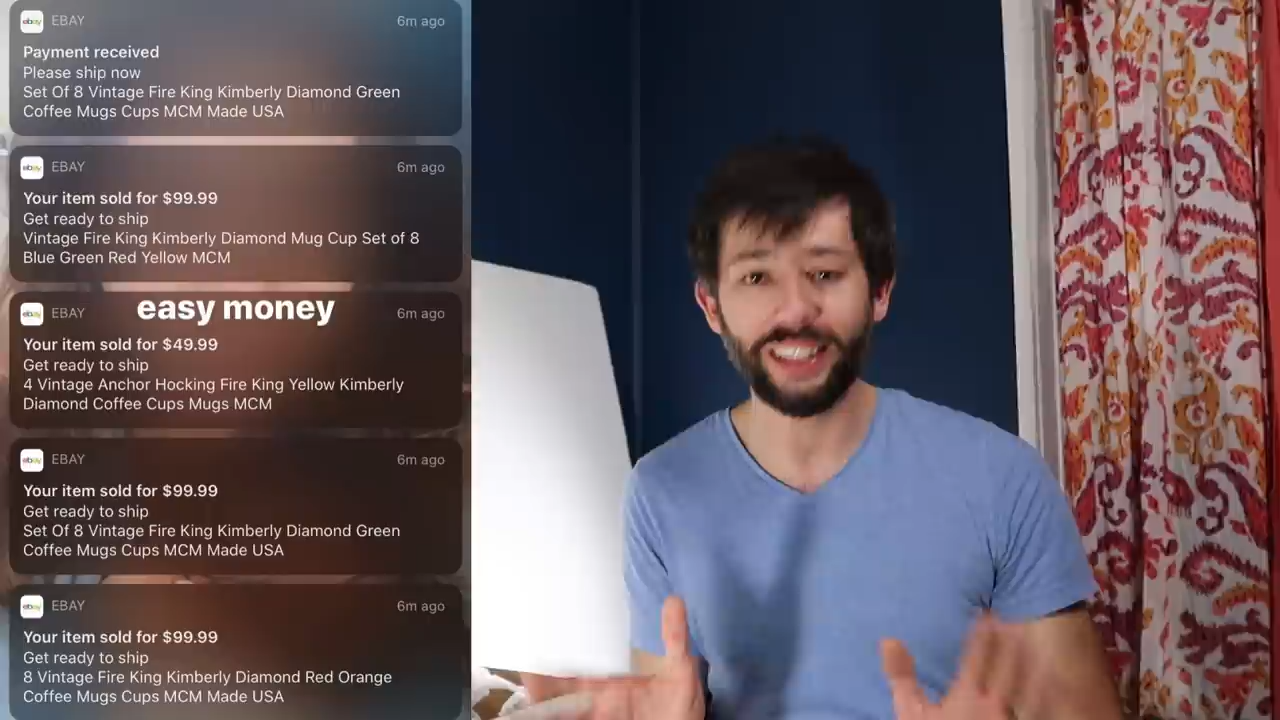 ebay EBAY 6m ago
Payment received
Please ship now
Set Of 8 Vintage Fire King Kimberly Diamond Green
Coffee Mugs Cups MCM Made USA
ebay EBAY 6m ago
Your item sold for $99.99
Get ready to ship
Vintage Fire King Kimberly Diamond Mug Cup Set of 8
Blue Green Red Yellow MCM
easy money
ebay EBAY 6m ago
Your item sold for $49.99
Get ready to ship
4 Vintage Anchor Hocking Fire King Yellow Kimberly
Diamond Coffee Cups Mugs MCM
ebay EBAY 6m ago
Your item sold for $99.99
Get ready to ship
Set Of 8 Vintage Fire King Kimberly Diamond Green
Coffee Mugs Cups MCM Made USA
ebay EBAY 6m ago
Your item sold for $99.99
Get ready to ship
8 Vintage Fire King Kimberly Diamond Red Orange
Coffee Mugs Cups MCM Made USA